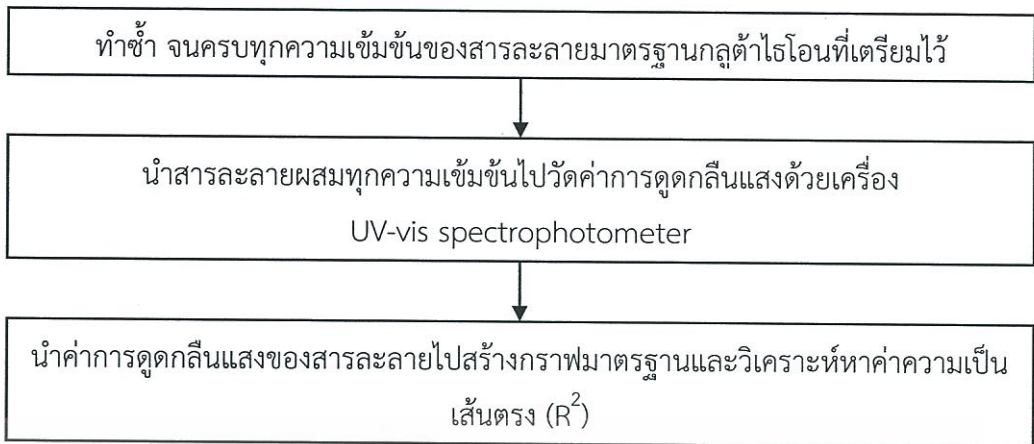 ทำซ้ำ จนครบทุกความเข้มข้นของสารละลายมาตรฐานกลูต้าไธโอนที่เตรียมไว้
นำสารละลายผสมทุกความเข้มข้นไปวัดค่าการดูดกลืนแสงด้วยเครื่อง
UV-vis spectrophotometer
นำค่าการดูดกลืนแสงของสารละลายไปสร้างกราฟมาตรฐานและวิเคราะห์หาค่าความเป็น
เส้นตรง (R²)